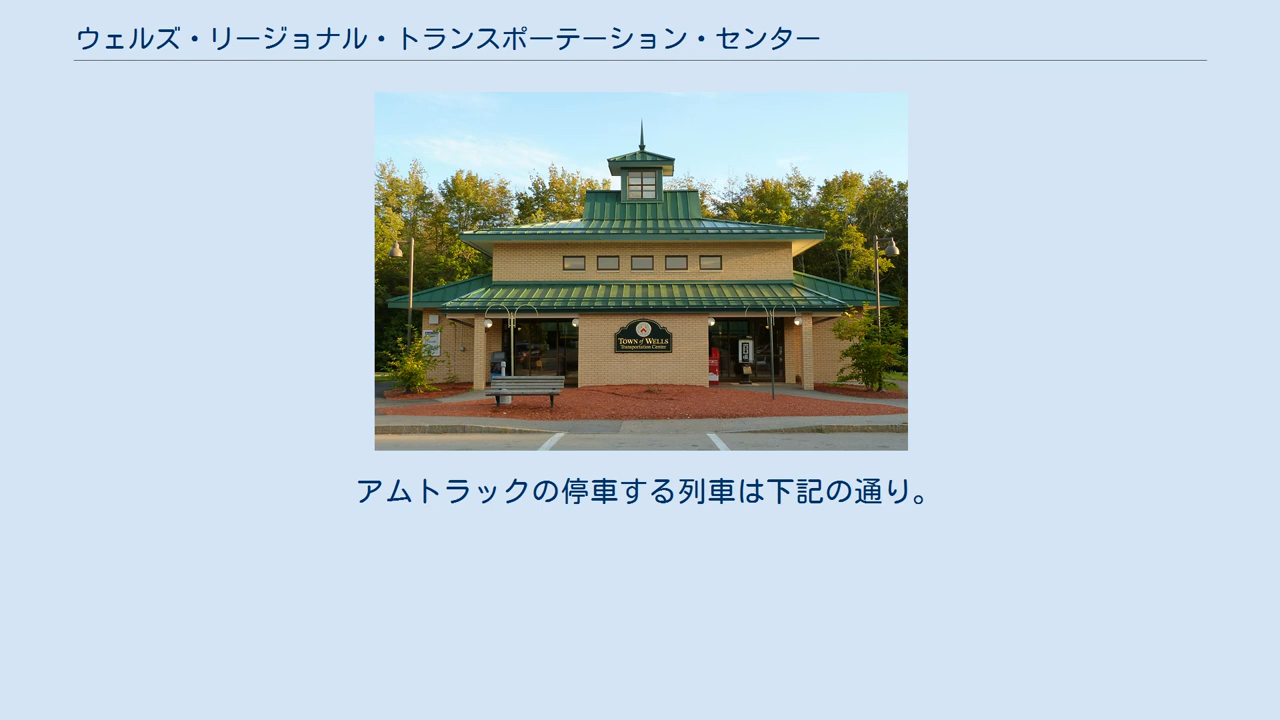 ウェルズ・リージョナル・トランスポーテーション・センター
TOWN of WELLS
Transportation Center
アムトラックの停車する列車は下記の通り。